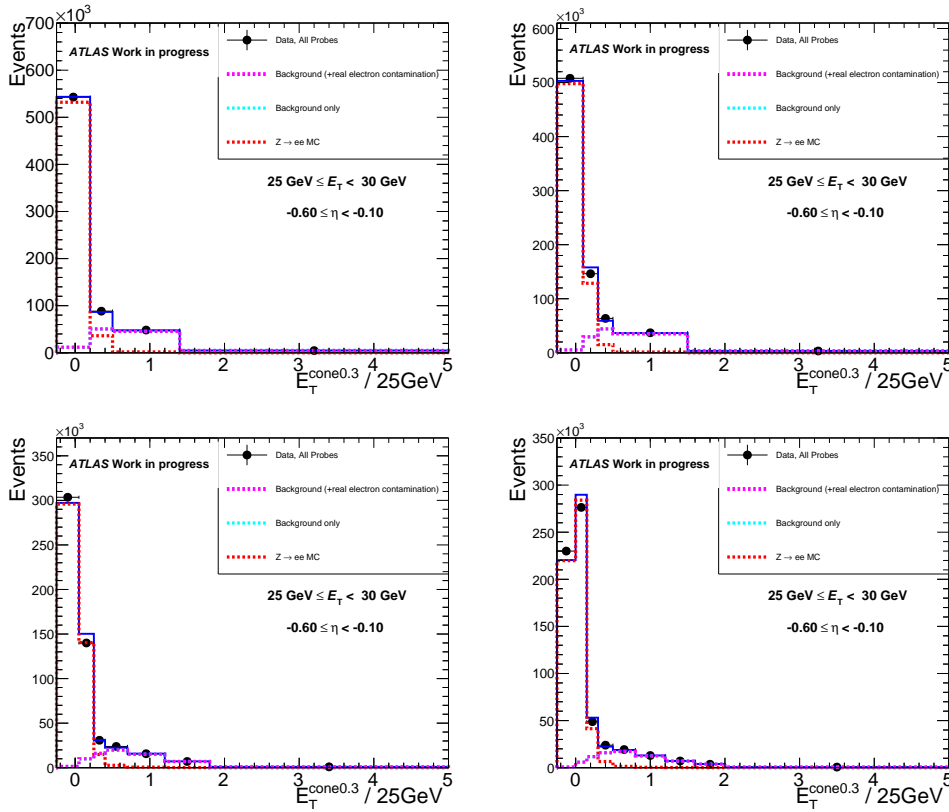 ×10³
Events
700
600
500
400
300
200
100
0
ATLAS Work in progress
Data, All Probes
Background (+real electron contamination)
Background only
Z → ee MC
25 GeV ≤ E_T < 30 GeV
-0.60 ≤ η < -0.10
0 1 2 3 4 5
E_T^cone0.3 / 25GeV
×10³
Events
600
500
400
300
200
100
0
ATLAS Work in progress
Data, All Probes
Background (+real electron contamination)
Background only
Z → ee MC
25 GeV ≤ E_T < 30 GeV
-0.60 ≤ η < -0.10
0 1 2 3 4 5
E_T^cone0.3 / 25GeV
×10³
Events
350
300
250
200
150
100
50
0
ATLAS Work in progress
Data, All Probes
Background (+real electron contamination)
Background only
Z → ee MC
25 GeV ≤ E_T < 30 GeV
-0.60 ≤ η < -0.10
0 1 2 3 4 5
E_T^cone0.3 / 25GeV
×10³
Events
350
300
250
200
150
100
50
0
ATLAS Work in progress
Data, All Probes
Background (+real electron contamination)
Background only
Z → ee MC
25 GeV ≤ E_T < 30 GeV
-0.60 ≤ η < -0.10
0 1 2 3 4 5
E_T^cone0.3 / 25GeV